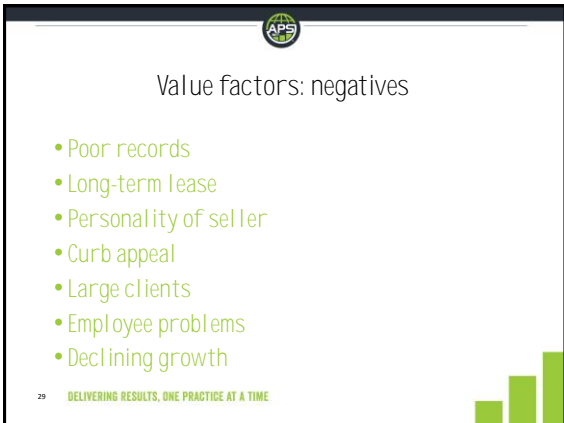 APS
Value factors: negatives
• Poor records
• Long-term lease
• Personality of seller
• Curb appeal
• Large clients
• Employee problems
• Declining growth
29 DELIVERING RESULTS, ONE PRACTICE AT A TIME